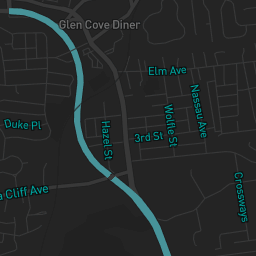 Glen Cove Diner
Elm Ave
Nassau Ave
Wolfle St
Duke Pl
Hazel St
3rd St
Cliff Ave
Crossways